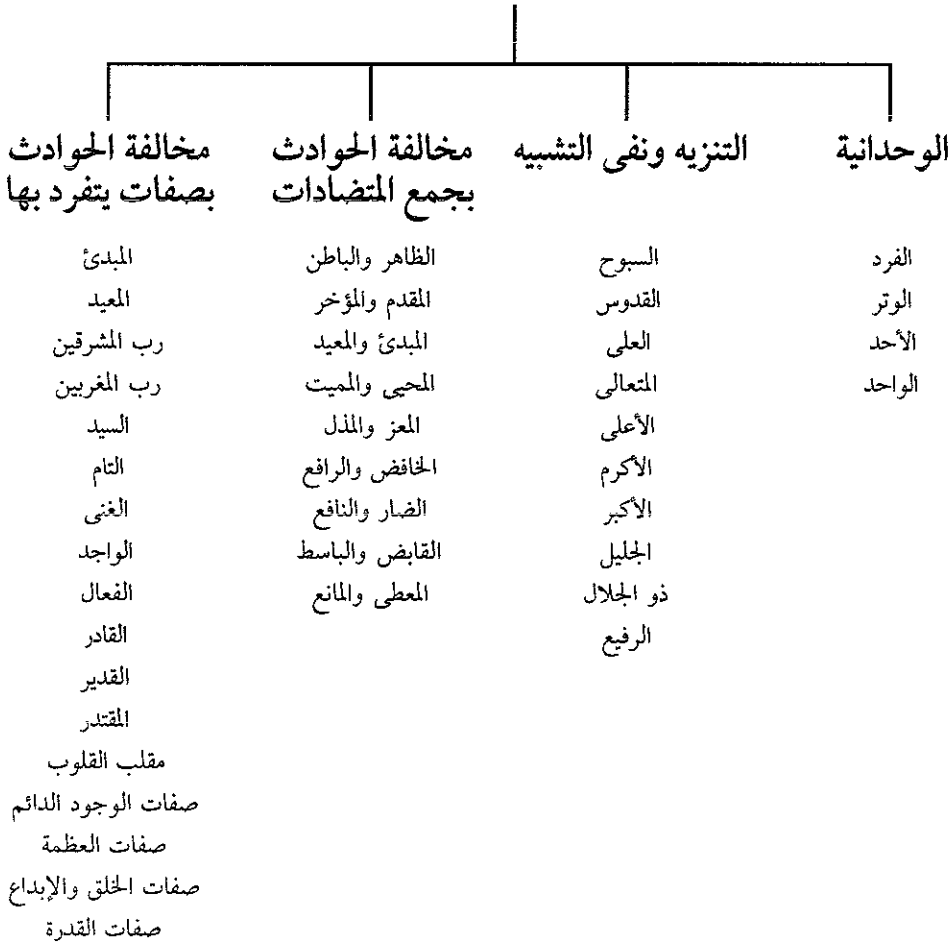 الوحدانية
الفرد
الوتر
الأحد
الواحد
التنزيه ونفى التشبيه
السبوح
القدوس
العلى
المتعالى
الأعلى
الأكرم
الأكبر
الجليل
ذو الجلال
الرفيع
مخالفة الحوادث
بجمع المتضادات
الظاهر والباطن
المقدم والمؤخر
المبدئ والمعيد
المحيى والمميت
المعز والمذل
الخافض والرافع
الضار والنافع
القابض والباسط
المعطى والمانع
مخالفة الحوادث
بصفات يتفرد بها
المبدئ
المعيد
رب المشرقين
رب المغربين
السيد
التام
الغنى
الواجد
الفعال
القادر
القدير
المقتدر
مقلب القلوب
صفات الوجود الدائم
صفات العظمة
صفات الخلق والإبداع
صفات القدرة